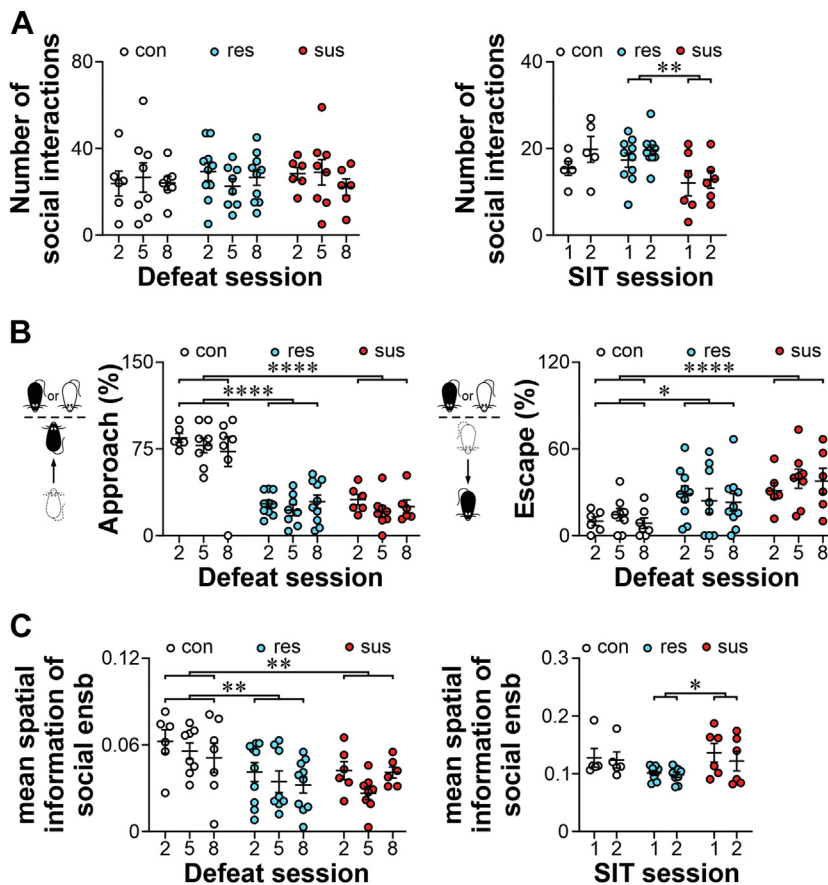 A
con res sus
Number of
social interactions
80
40
0
2 5 8 2 5 8 2 5 8
Defeat session
con res sus
**
Number of
social interactions
40
20
0
1 2 1 2 1 2
SIT session
B
or
con res sus
****
****
Approach (%)
150
75
0
2 5 8 2 5 8 2 5 8
Defeat session
or
con res sus
****
*
Escape (%)
120
60
0
2 5 8 2 5 8 2 5 8
Defeat session
C
con res sus
**
**
mean spatial
information of
social ensb
0.12
0.06
0
2 5 8 2 5 8 2 5 8
Defeat session
con res sus
*
mean spatial
information of
social ensb
0.3
0.2
0.1
0
1 2 1 2 1 2
SIT session